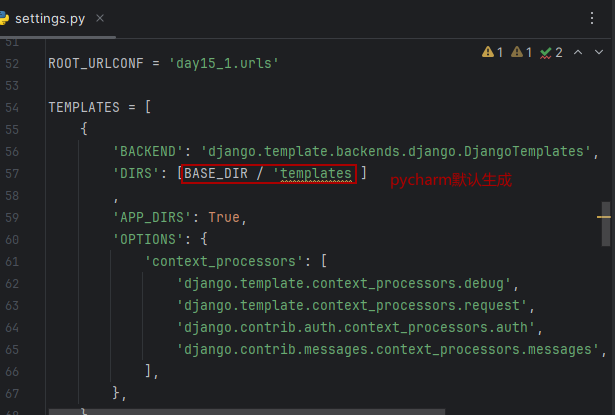 settings.py
51
1 1 2
52 ROOT_URLCONF = 'day15_1.urls'
53
54 TEMPLATES = [
55 {
56 'BACKEND': 'django.template.backends.django.DjangoTemplates',
57 'DIRS': [BASE_DIR / 'templates ] pycharm默认生成
58 ,
59 'APP_DIRS': True,
60 'OPTIONS': {
61 'context_processors': [
62 'django.template.context_processors.debug',
63 'django.template.context_processors.request',
64 'django.contrib.auth.context_processors.auth',
65 'django.contrib.messages.context_processors.messages',
66 ],
67 },
68 }